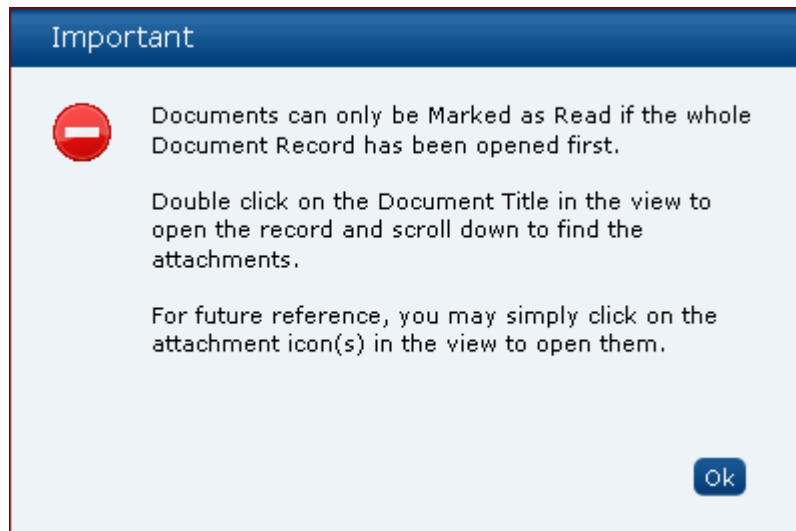 Important
Documents can only be Marked as Read if the whole
Document Record has been opened first.
Double click on the Document Title in the view to
open the record and scroll down to find the
attachments.
For future reference, you may simply click on the
attachment icon(s) in the view to open them.
Ok